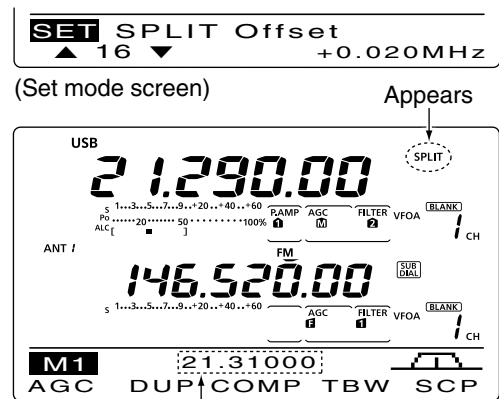 SET SPLIT Offset
▲ 16 ▼ +0.020MHz
(Set mode screen)
Appears
USB
SPLIT
21.290.00
S 1...3...5...7...9..+20..+40..+60
Po ......20...... 50 ............100%
ALC [ ]
P.AMP 1 AGC M FILTER 2 VFOA BLANK 1 CH
ANT 1
FM
146.520.00
SUB DIAL
S 1...3...5...7...9..+20..+40..+60
AGC F FILTER 1 VFOA BLANK 1 CH
M1 21.31000
AGC DUP COMP TBW SCP